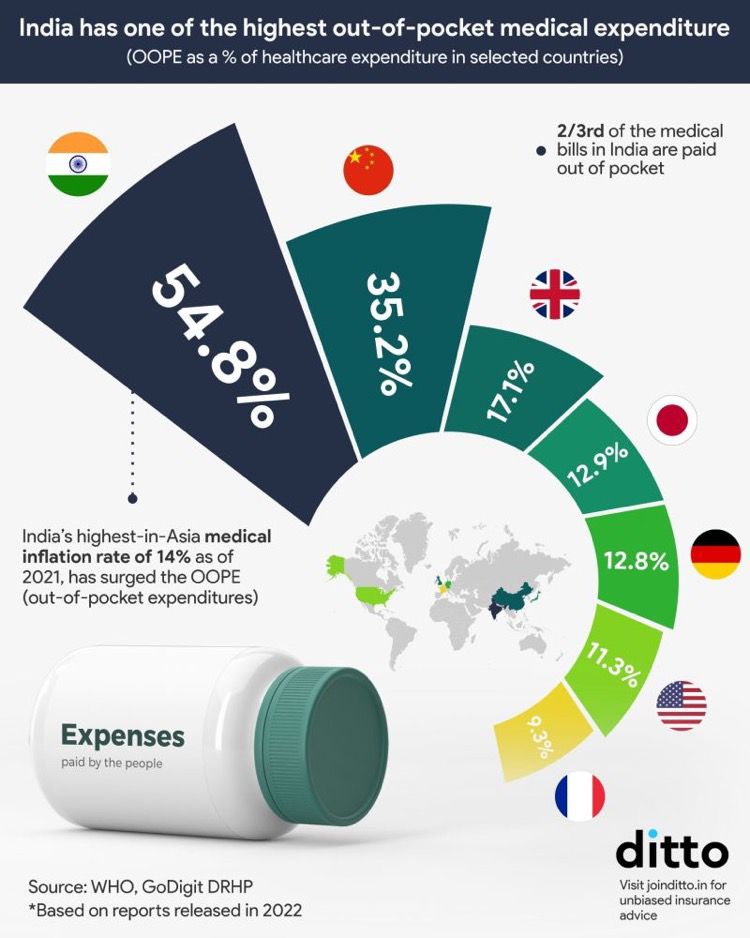 India has one of the highest out-of-pocket medical expenditure
(OOPE as a % of healthcare expenditure in selected countries)
2/3rd of the medical
bills in India are paid
out of pocket
54.8%
35.2%
17.1%
12.9%
12.8%
11.3%
9.3%
India's highest-in-Asia medical
inflation rate of 14% as of
2021, has surged the OOPE
(out-of-pocket expenditures)
Expenses
paid by the people
Source: WHO, GoDigit DRHP
*Based on reports released in 2022
ditto
Visit joinditto.in for
unbiased insurance
advice